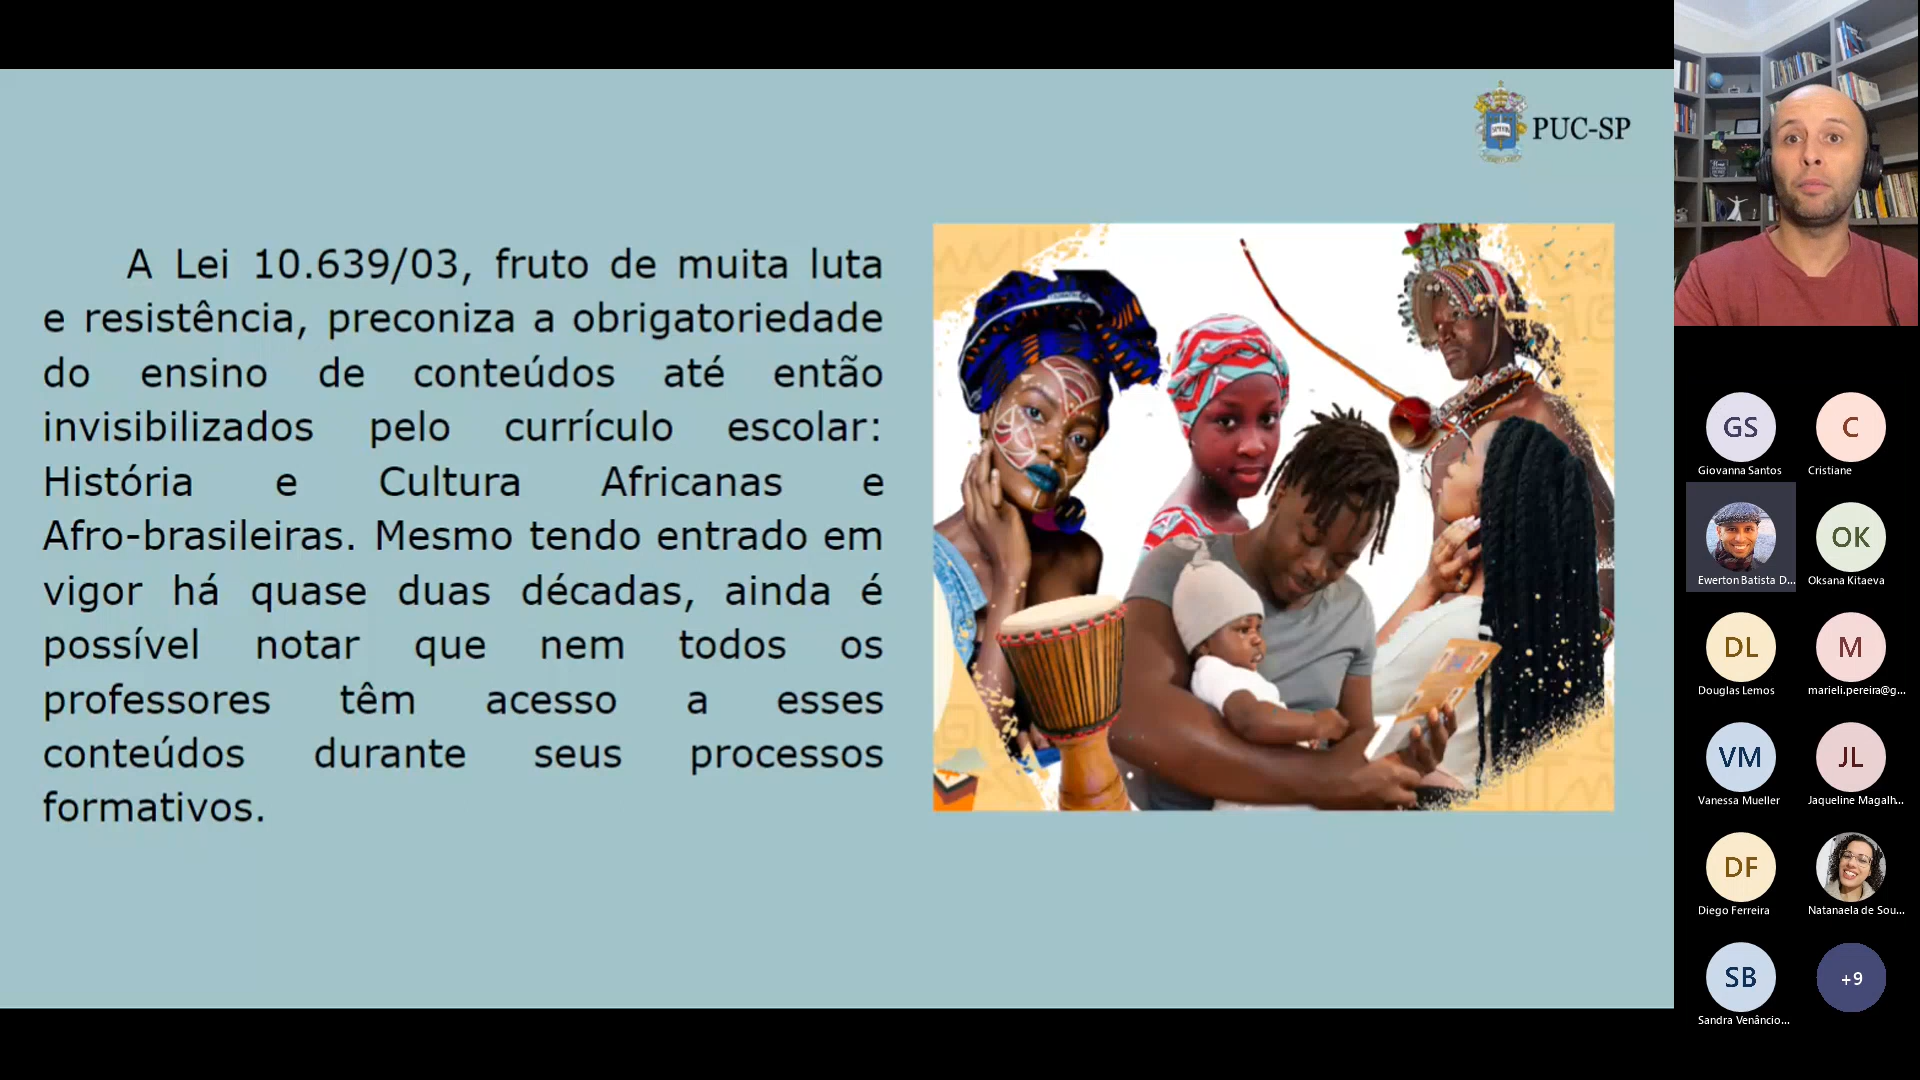 PUC-SP
A Lei 10.639/03, fruto de muita luta
e resistência, preconiza a obrigatoriedade
do ensino de conteúdos até então
invisibilizados pelo currículo escolar:
História e Cultura Africanas e
Afro-brasileiras. Mesmo tendo entrado em
vigor há quase duas décadas, ainda é
possível notar que nem todos os
professores têm acesso a esses
conteúdos durante seus processos
formativos.
GS
Giovanna Santos
C
Cristiane
Ewerton Batista D...
OK
Oksana Kitaeva
DL
Douglas Lemos
M
marieli.pereira@g...
VM
Vanessa Mueller
JL
Jaqueline Magalh...
DF
Diego Ferreira
Natanaela de Sou...
SB
Sandra Venâncio...
+9